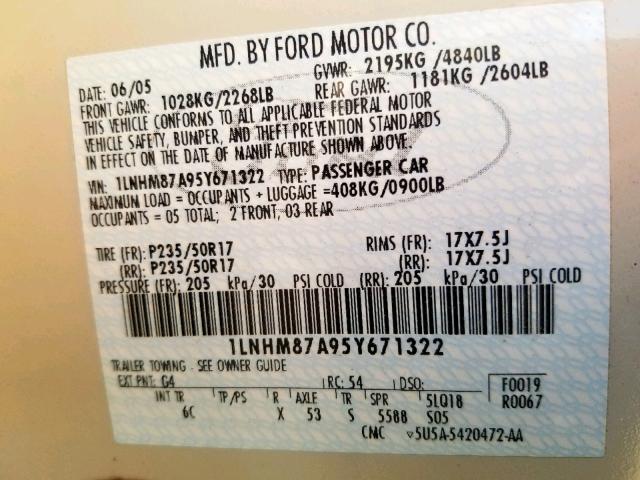 MFD. BY FORD MOTOR CO.
DATE: 06/05 GVWR: 2195KG /4840LB
FRONT GAWR: 1028KG/2268LB REAR GAWR: 1181KG /2604LB
THIS VEHICLE CONFORMS TO ALL APPLICABLE FEDERAL MOTOR
VEHICLE SAFETY, BUMPER, AND THEFT PREVENTION STANDARDS
IN EFFECT ON THE DATE OF MANUFACTURE SHOWN ABOVE.
VIN: 1LNHM87A95Y671322 TYPE: PASSENGER CAR
MAXIMUM LOAD = OCCUPANTS + LUGGAGE =408KG/0900LB
OCCUPANTS = 05 TOTAL; 2 FRONT, 03 REAR
TIRE (FR): P235/50R17 RIMS (FR): 17X7.5J
(RR): P235/50R17 (RR): 17X7.5J
PRESSURE (FR): 205 kPa/30 PSI COLD (RR): 205 kPa/30 PSI COLD
1LNHM87A95Y671322
TRAILER TOWING - SEE OWNER GUIDE
EXT PNT: G4 RC: 54 DSO: F0019
INT TR TP/PS R AXLE TR SPR 5LQ18 R0067
6C X 53 S 5588 S05
CMC ▿5U5A-5420472-AA